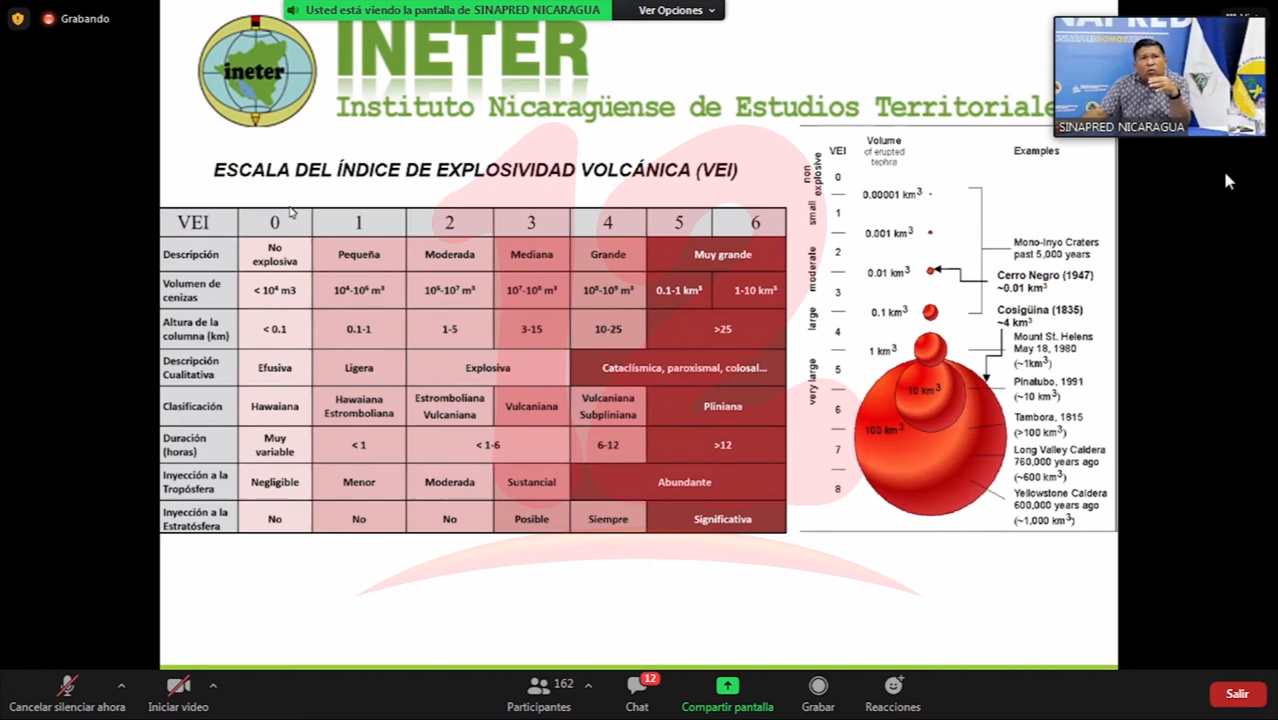 Grabando
Usted está viendo la pantalla de SINAPRED NICARAGUA
Ver Opciones
ineter
INETER
Instituto Nicaragüense de Estudios Territoriale
SINAPRED NICARAGUA
ESCALA DEL ÍNDICE DE EXPLOSIVIDAD VOLCÁNICA (VEI)
VEI 0 1 2 3 4 5 6
Descripción No explosiva Pequeña Moderada Mediana Grande Muy grande
Volumen de cenizas < 10⁴ m3 10⁴-10⁶ m³ 10⁶-10⁷ m³ 10⁷-10⁸ m³ 10⁸-10⁹ m³ 0.1-1 km³ 1-10 km³
Altura de la columna (km) < 0.1 0.1-1 1-5 3-15 10-25 >25
Descripción Cualitativa Efusiva Ligera Explosiva Cataclísmica, paroxismal, colosal...
Clasificación Hawaiana Hawaiana Estromboliana Estromboliana Vulcaniana Vulcaniana Vulcaniana Subpliniana Pliniana
Duración (horas) Muy variable < 1 < 1-6 6-12 >12
Inyección a la Tropósfera Negligible Menor Moderada Sustancial Abundante
Inyección a la Estratósfera No No No Posible Siempre Significativa
12
VEI
Volume of erupted tephra
Examples
non explosive
small
moderate
large
very large
0
1
2
3
4
5
6
7
8
0.00001 km³
0.001 km³
0.01 km³
0.1 km³
1 km³
10 km³
100 km³
Mono-Inyo Craters
past 5,000 years
Cerro Negro (1947)
~0.01 km³
Cosigüina (1835)
~4 km³
Mount St. Helens
May 18, 1980
(~1km³)
Pinatubo, 1991
(~10 km³)
Tambora, 1815
(>100 km³)
Long Valley Caldera
760,000 years ago
(~600 km³)
Yellowstone Caldera
600,000 years ago
(~1,000 km³)
Cancelar silenciar ahora
Iniciar video
162
Participantes
12
Chat
Compartir pantalla
Grabar
Reacciones
Salir